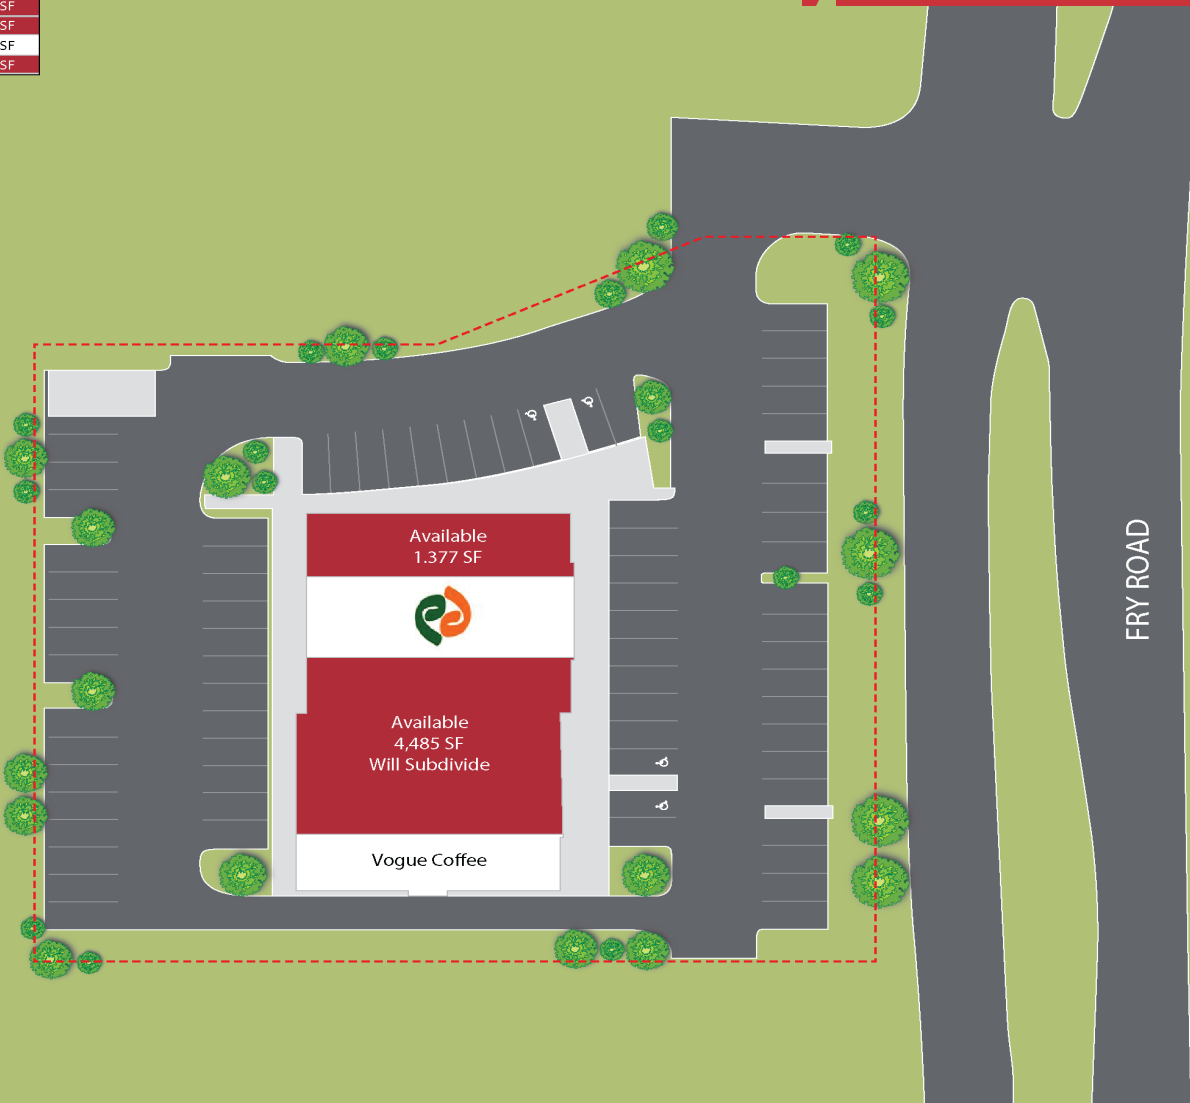 SF
SF
SF
SF
Available
1.377 SF
Available
4,485 SF
Will Subdivide
Vogue Coffee
FRY ROAD